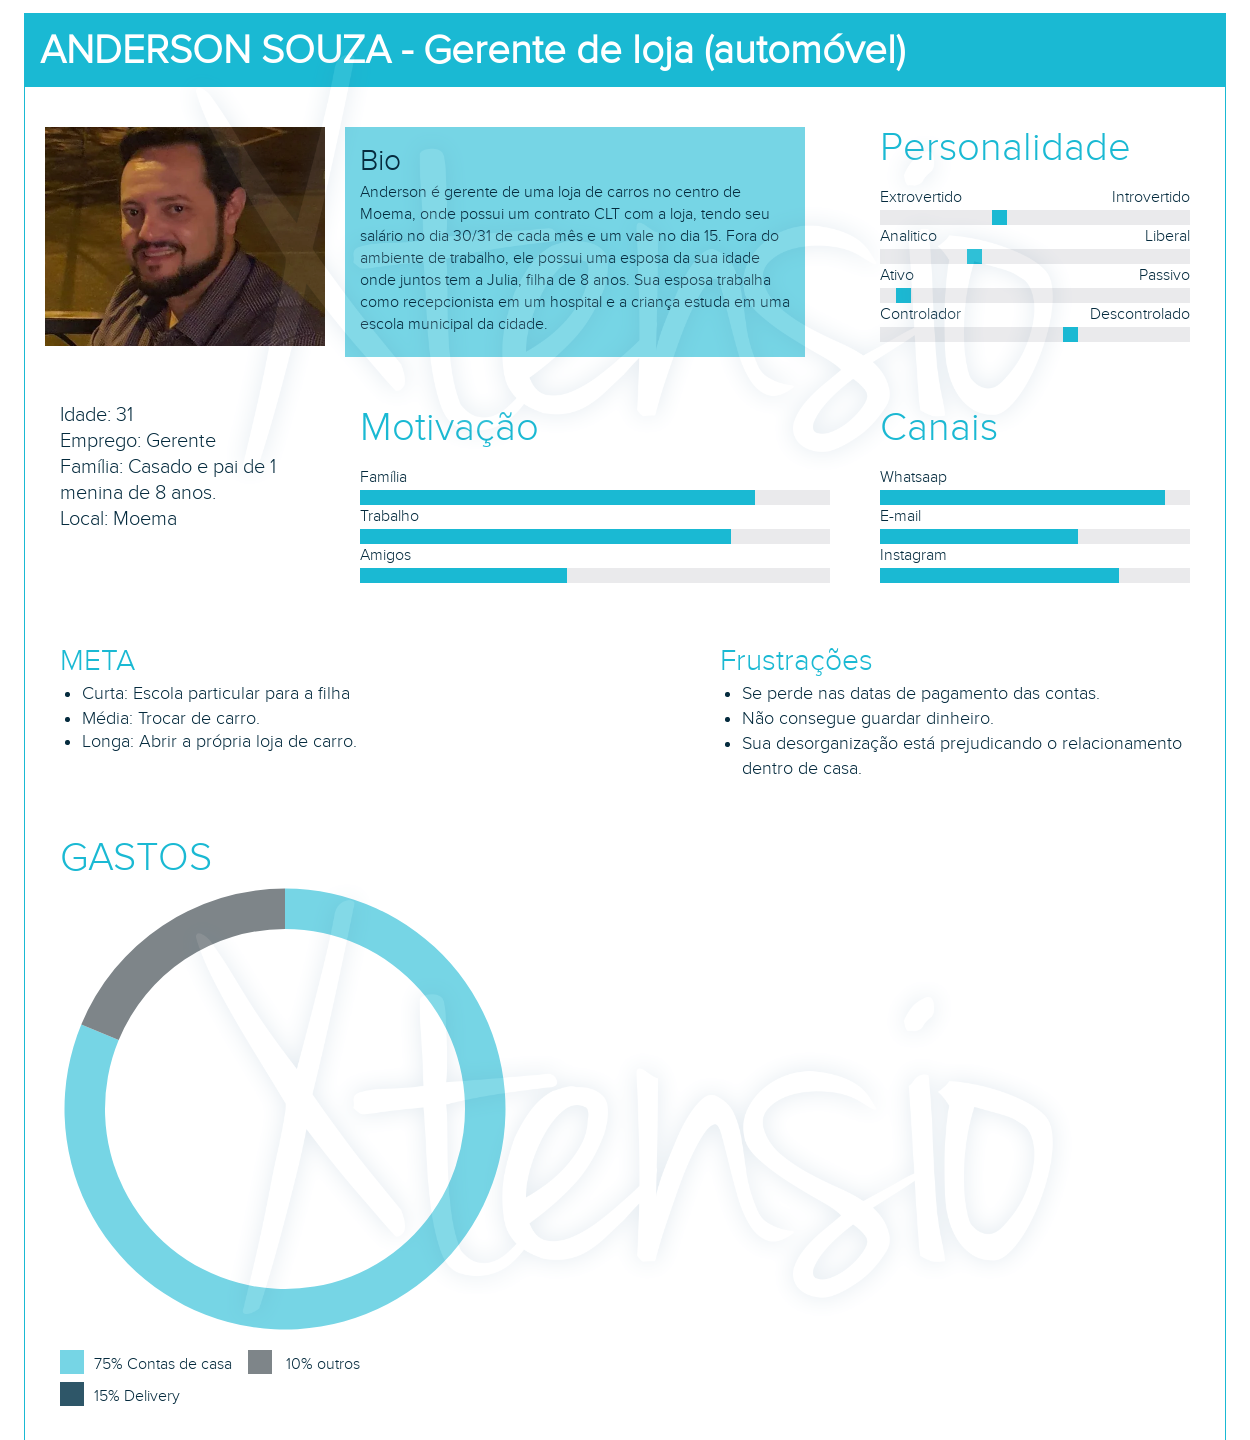 ANDERSON SOUZA - Gerente de loja (automóvel)
Bio
Anderson é gerente de uma loja de carros no centro de
Moema, onde possui um contrato CLT com a loja, tendo seu
salário no dia 30/31 de cada mês e um vale no dia 15. Fora do
ambiente de trabalho, ele possui uma esposa da sua idade
onde juntos tem a Julia, filha de 8 anos. Sua esposa trabalha
como recepcionista em um hospital e a criança estuda em uma
escola municipal da cidade.
Personalidade
Extrovertido Introvertido
Analitico Liberal
Ativo Passivo
Controlador Descontrolado
Idade: 31
Emprego: Gerente
Família: Casado e pai de 1
menina de 8 anos.
Local: Moema
Motivação
Família
Trabalho
Amigos
Canais
Whatsaap
E-mail
Instagram
META
Curta: Escola particular para a filha
Média: Trocar de carro.
Longa: Abrir a própria loja de carro.
Frustrações
Se perde nas datas de pagamento das contas.
Não consegue guardar dinheiro.
Sua desorganização está prejudicando o relacionamento
dentro de casa.
GASTOS
75% Contas de casa 10% outros
15% Delivery
Xtensio
Xtensio